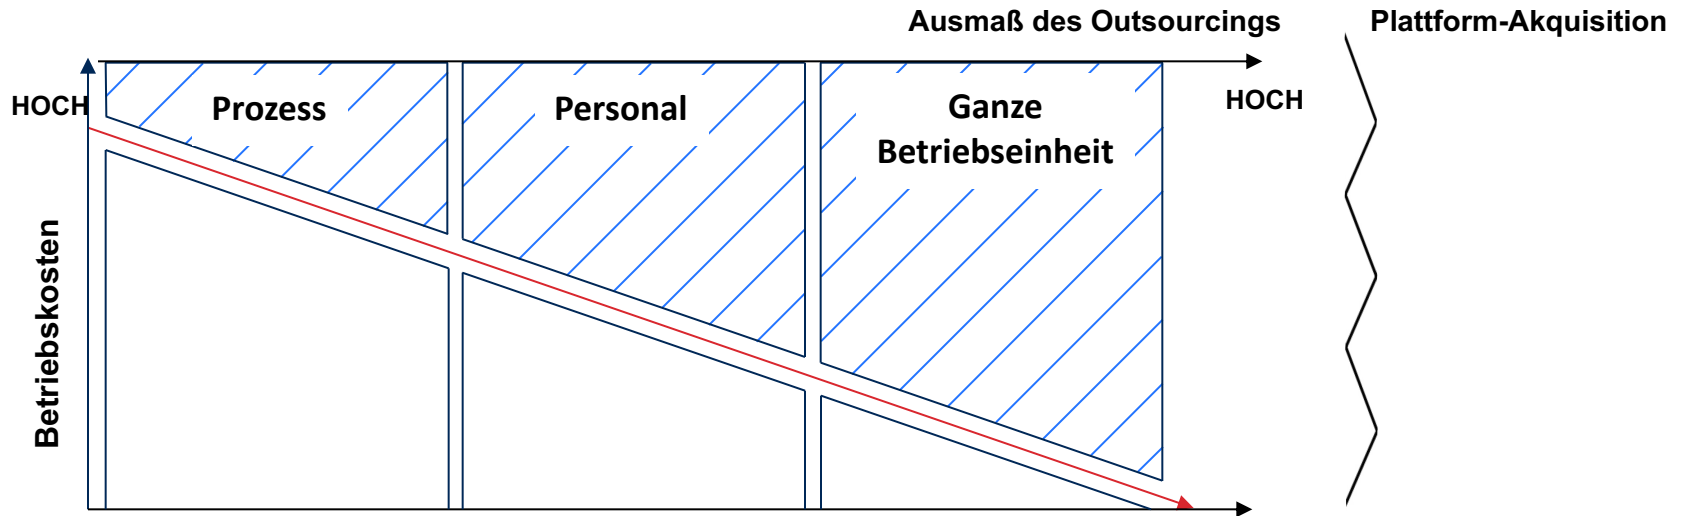 Ausmaß des Outsourcings
Plattform-Akquisition
HOCH
Prozess
Personal
Ganze
Betriebseinheit
HOCH
Betriebskosten